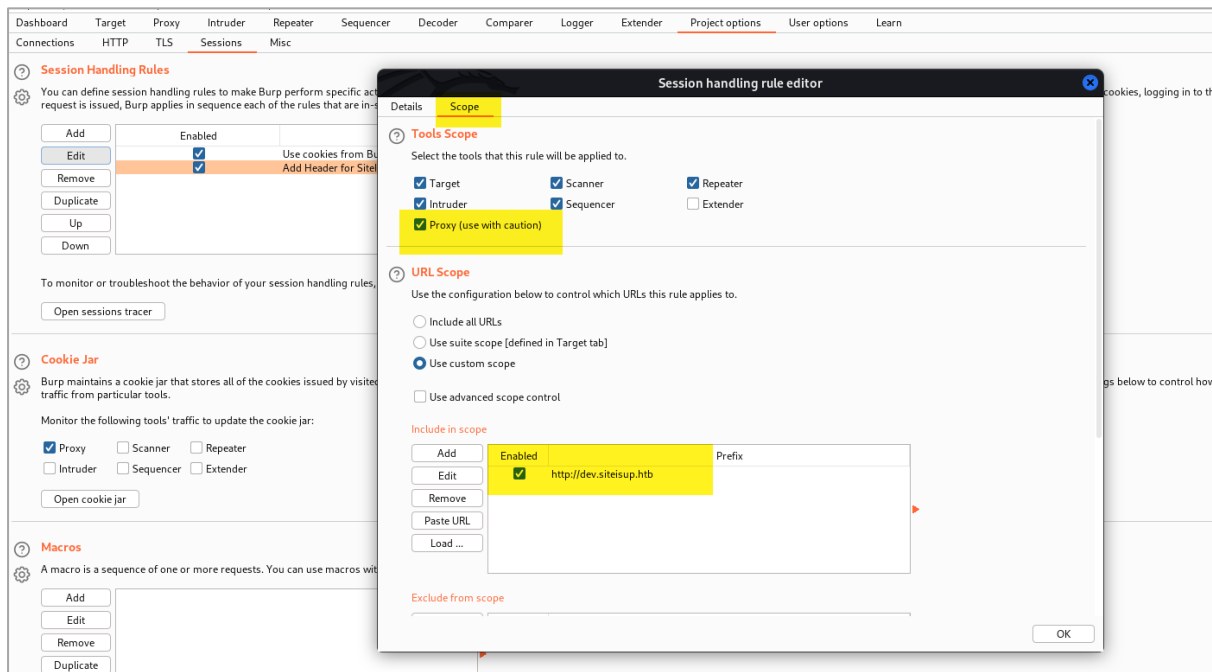 Dashboard Target Proxy Intruder Repeater Sequencer Decoder Comparer Logger Extender Project options User options Learn
Connections HTTP TLS Sessions Misc
Session Handling Rules
You can define session handling rules to make Burp perform specific act
request is issued, Burp applies in sequence each of the rules that are in-s
cookies, logging in to th
Add
Edit
Remove
Duplicate
Up
Down
Enabled
Use cookies from Bu
Add Header for SiteI
To monitor or troubleshoot the behavior of your session handling rules,
Open sessions tracer
Cookie Jar
Burp maintains a cookie jar that stores all of the cookies issued by visited
traffic from particular tools.
gs below to control how
Monitor the following tools' traffic to update the cookie jar:
Proxy Scanner Repeater
Intruder Sequencer Extender
Open cookie jar
Macros
A macro is a sequence of one or more requests. You can use macros wit
Add
Edit
Remove
Duplicate
Session handling rule editor
Details Scope
Tools Scope
Select the tools that this rule will be applied to.
Target Scanner Repeater
Intruder Sequencer Extender
Proxy (use with caution)
URL Scope
Use the configuration below to control which URLs this rule applies to.
Include all URLs
Use suite scope [defined in Target tab]
Use custom scope
Use advanced scope control
Include in scope
Add
Edit
Remove
Paste URL
Load ...
Enabled Prefix
http://dev.siteisup.htb
Exclude from scope
OK